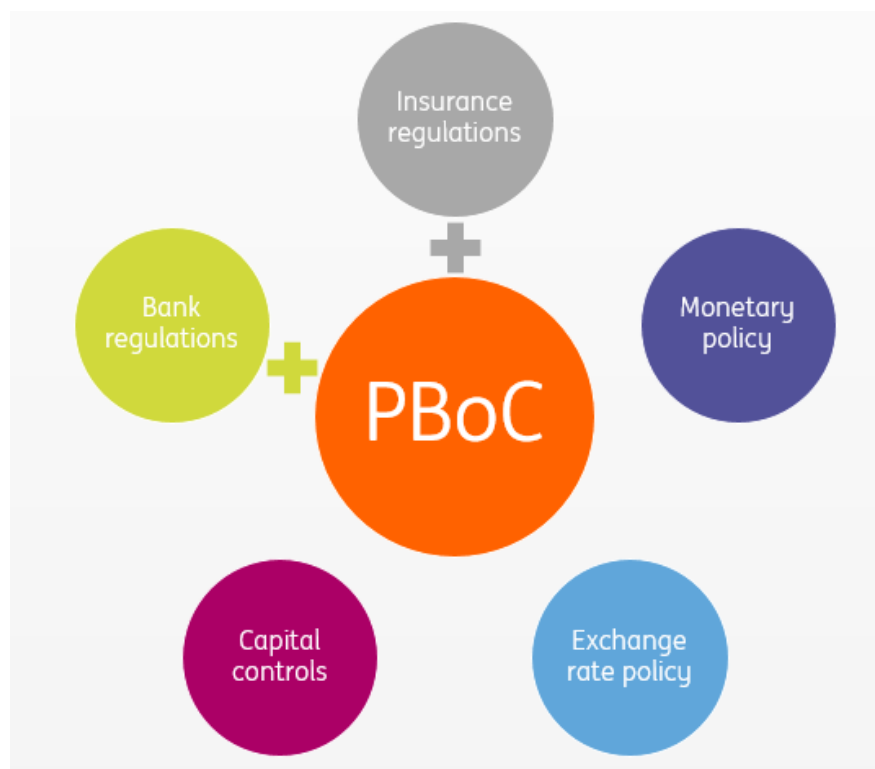 Insurance
regulations
Bank
regulations
Monetary
policy
PBoC
Capital
controls
Exchange
rate policy